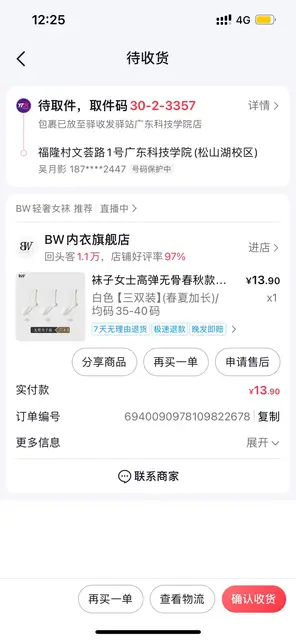 12:25
4G
待收货
待取件，取件码 30-2-3357
详情
包裹已放至驿收发驿站广东科技学院店
福隆村文荟路1号广东科技学院(松山湖校区)
吴月影 187****2447 号码保护中
BW轻奢女袜 推荐 直播中
BW
BW内衣旗舰店
进店
回头客1.1万，店铺好评率97%
BW
袜子女士高弹无骨春秋款...
¥13.90
白色【三双装】(春夏加长)/
x1
均码35-40码
7天无理由退货 极速退款 晚发即赔
分享商品
再买一单
申请售后
实付款
¥13.90
订单编号
6940090978109822678 | 复制
更多信息
展开
联系商家
再买一单
查看物流
确认收货